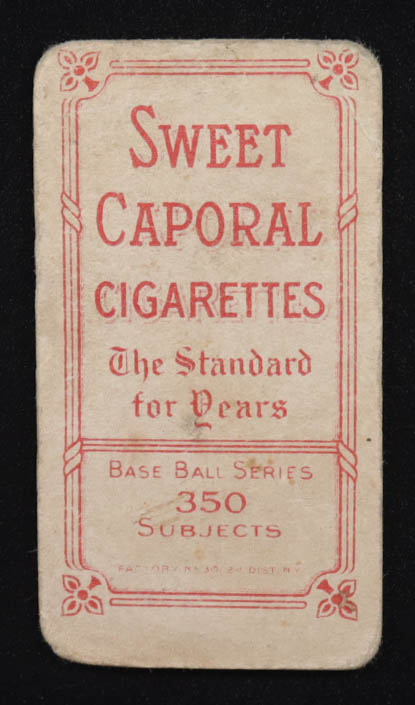 SWEET
CAPORAL
CIGARETTES
The Standard
for Years
BASE BALL SERIES
350
SUBJECTS
FACTORY No 30, 2d DIST. N.Y.